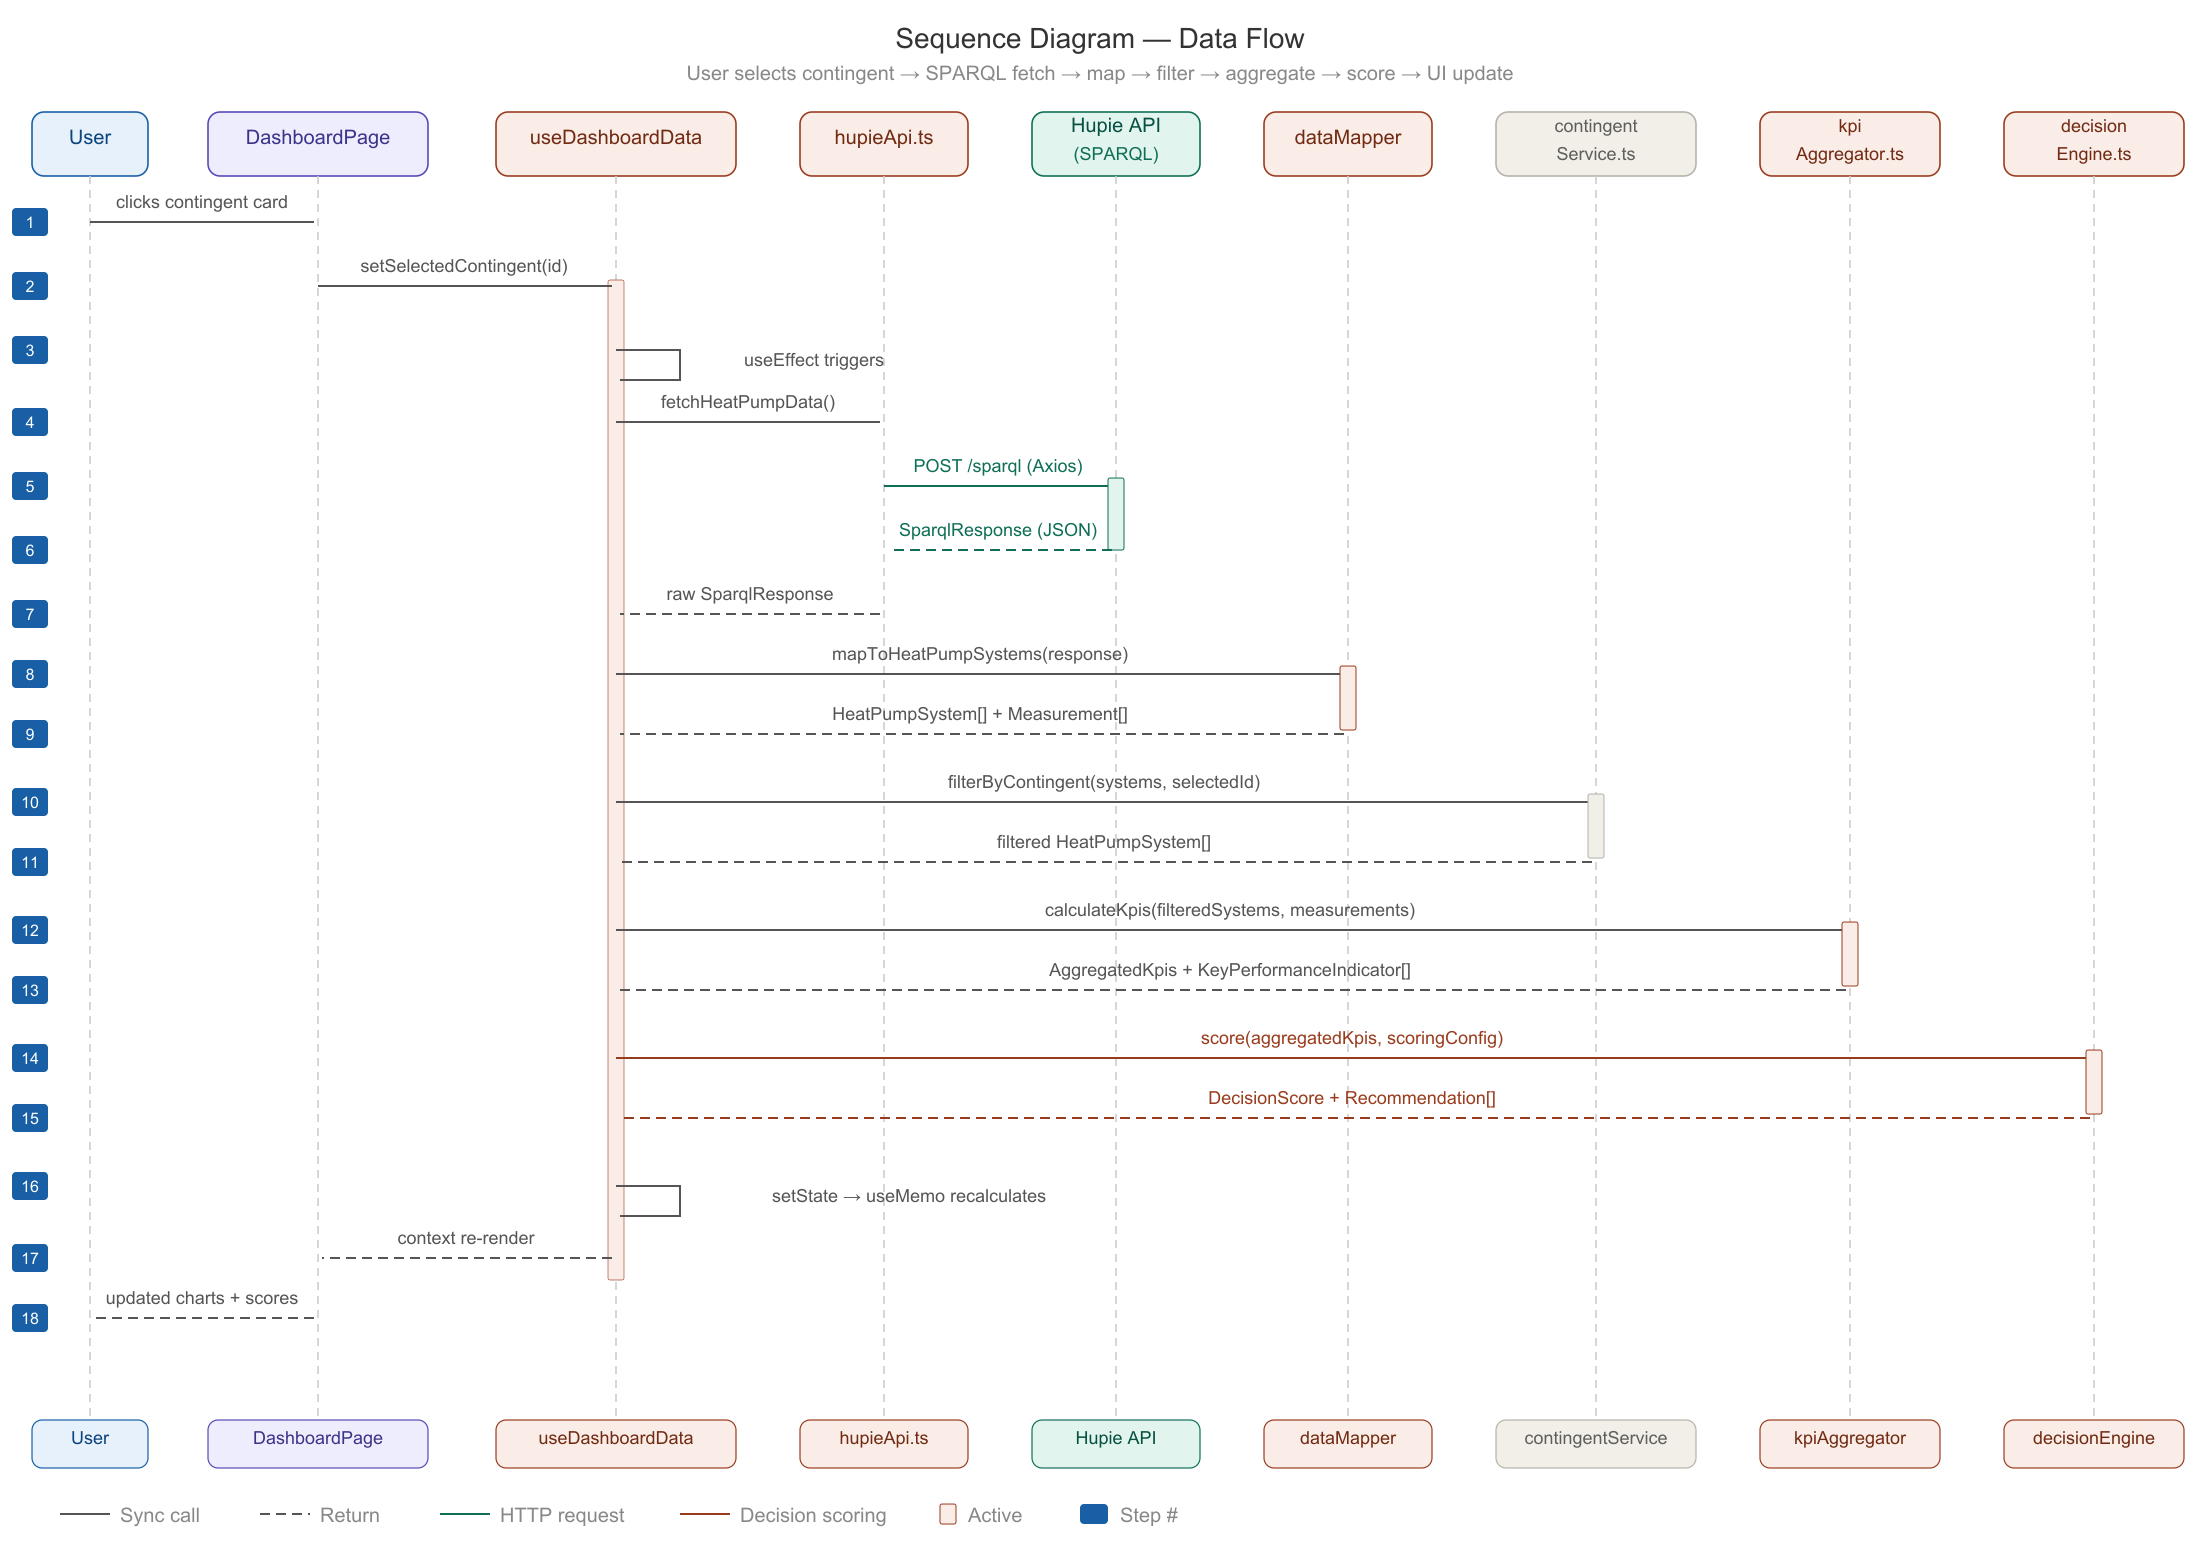 Sequence Diagram — Data Flow
User selects contingent → SPARQL fetch → map → filter → aggregate → score → UI update
User
DashboardPage
useDashboardData
hupieApi.ts
Hupie API
(SPARQL)
dataMapper
contingent
Service.ts
kpi
Aggregator.ts
decision
Engine.ts
clicks contingent card
1
setSelectedContingent(id)
2
3
useEffect triggers
fetchHeatPumpData()
4
POST /sparql (Axios)
5
SparqlResponse (JSON)
6
raw SparqlResponse
7
mapToHeatPumpSystems(response)
8
HeatPumpSystem[] + Measurement[]
9
filterByContingent(systems, selectedId)
10
filtered HeatPumpSystem[]
11
calculateKpis(filteredSystems, measurements)
12
AggregatedKpis + KeyPerformanceIndicator[]
13
score(aggregatedKpis, scoringConfig)
14
DecisionScore + Recommendation[]
15
16
setState → useMemo recalculates
context re-render
17
updated charts + scores
18
User
DashboardPage
useDashboardData
hupieApi.ts
Hupie API
dataMapper
contingentService
kpiAggregator
decisionEngine
Sync call
Return
HTTP request
Decision scoring
Active
Step #